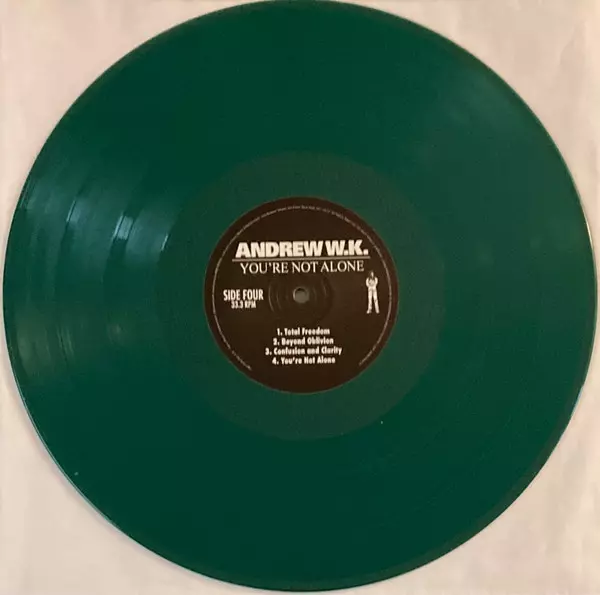 ANDREW W.K.
YOU'RE NOT ALONE
SIDE FOUR
33.3 RPM
1. Total Freedom
2. Beyond Oblivion
3. Confusion and Clarity
4. You're Not Alone